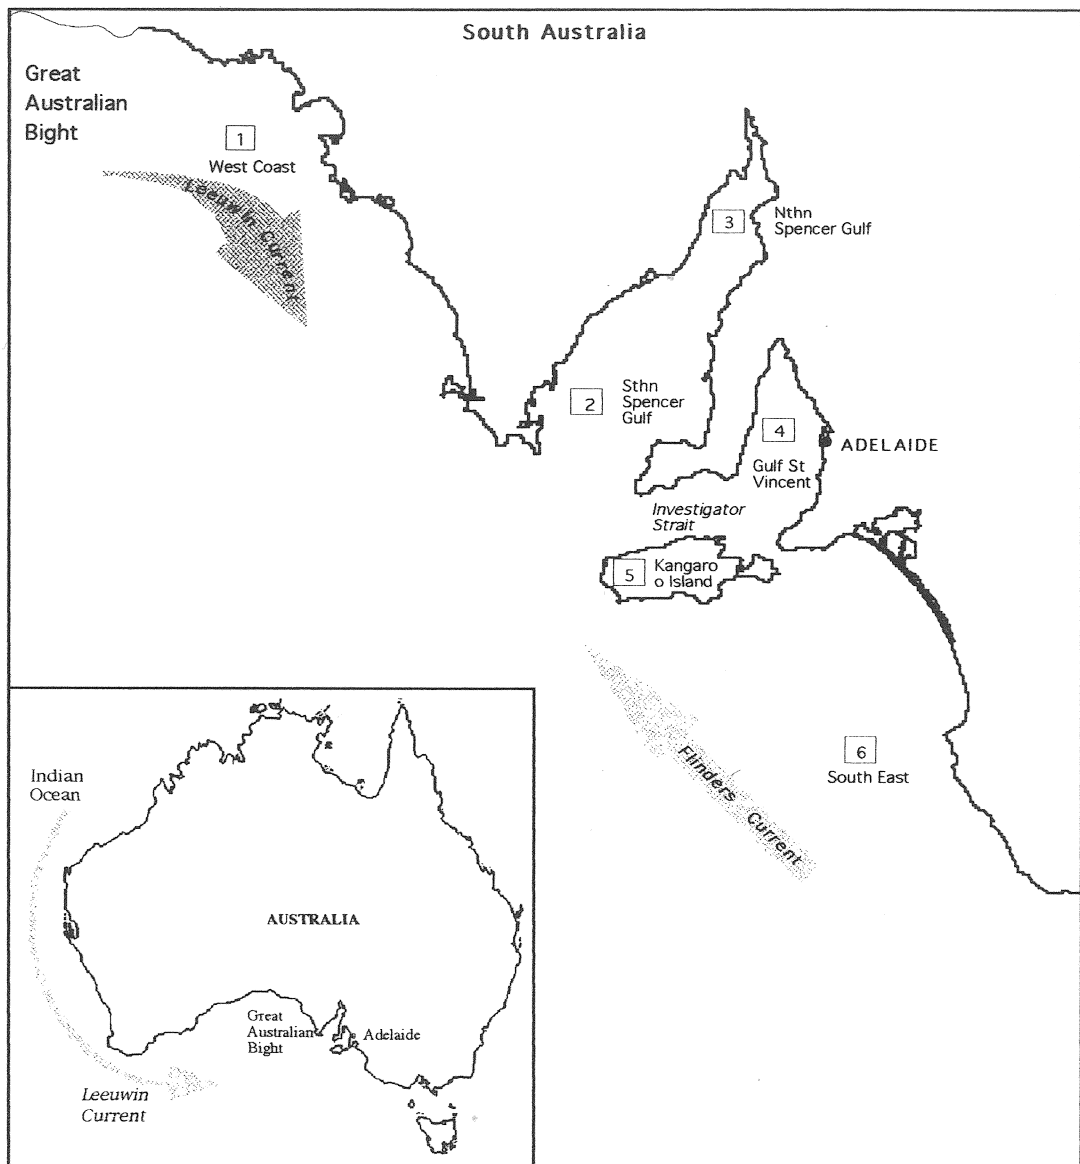 South Australia
Great
Australian
Bight
1
West Coast
Leeuwin Current
3
Nthn
Spencer Gulf
2
Sthn
Spencer
Gulf
4
Gulf St
Vincent
ADELAIDE
Investigator
Strait
5
Kangaro
o Island
Flinders Current
6
South East
Indian
Ocean
AUSTRALIA
Great
Australian
Bight
Adelaide
Leeuwin
Current